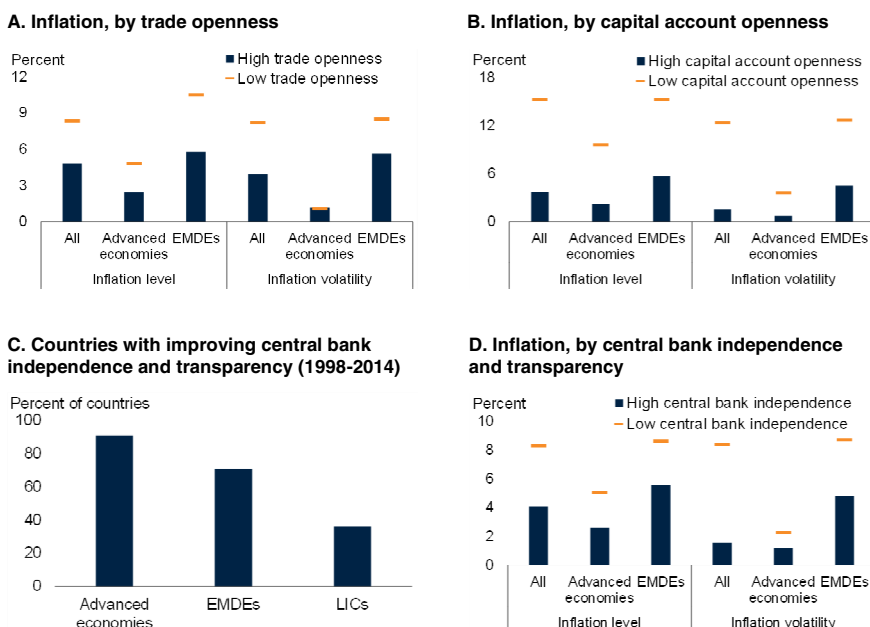 A. Inflation, by trade openness
Percent
High trade openness
Low trade openness
12
9
6
3
0
All
Advanced economies
EMDEs
All
Advanced economies
EMDEs
Inflation level
Inflation volatility
B. Inflation, by capital account openness
Percent
High capital account openness
Low capital account openness
18
12
6
0
All
Advanced economies
EMDEs
All
Advanced economies
EMDEs
Inflation level
Inflation volatility
C. Countries with improving central bank
independence and transparency (1998-2014)
Percent of countries
100
80
60
40
20
0
Advanced
economies
EMDEs
LICs
D. Inflation, by central bank independence
and transparency
Percent
High central bank independence
Low central bank independence
10
8
6
4
2
0
All
Advanced economies
EMDEs
All
Advanced economies
EMDEs
Inflation level
Inflation volatility